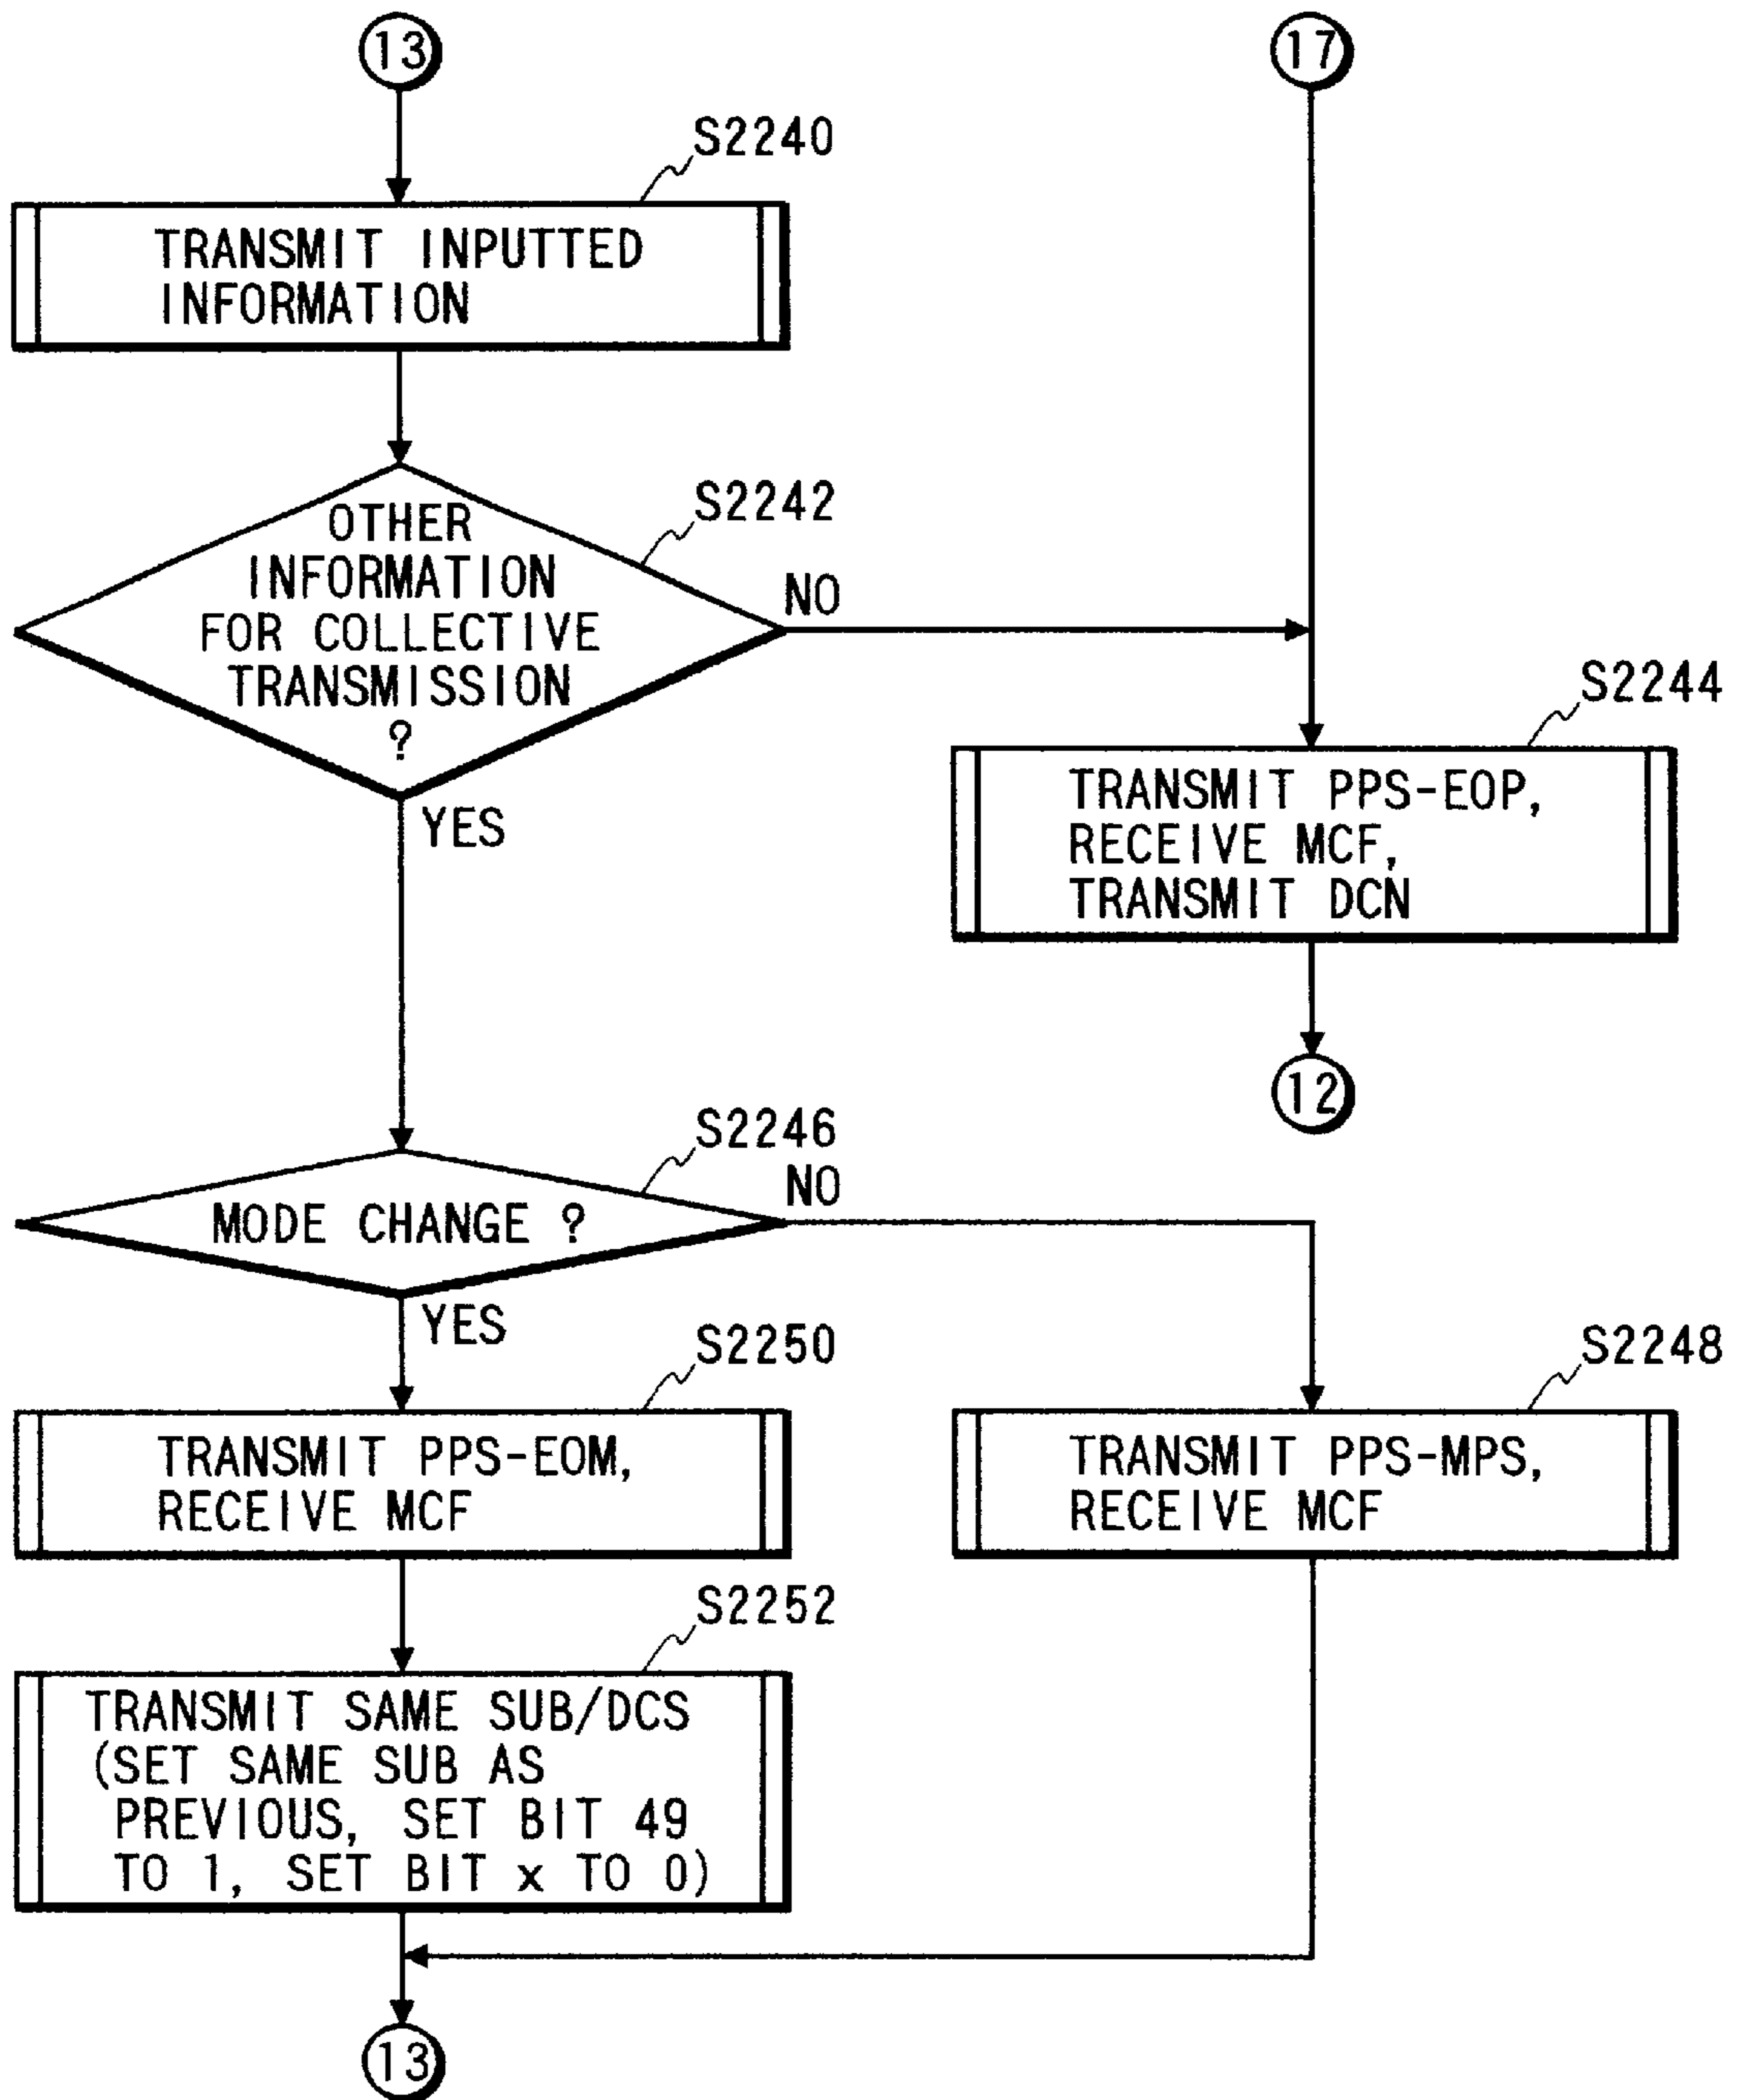 13
17
S2240
TRANSMIT INPUTTED
INFORMATION
S2242
OTHER
INFORMATION
FOR COLLECTIVE
TRANSMISSION
?
NO
YES
S2244
TRANSMIT PPS-EOP,
RECEIVE MCF,
TRANSMIT DCN
12
S2246
MODE CHANGE ?
NO
YES
S2250
TRANSMIT PPS-EOM,
RECEIVE MCF
S2248
TRANSMIT PPS-MPS,
RECEIVE MCF
S2252
TRANSMIT SAME SUB/DCS
(SET SAME SUB AS
PREVIOUS, SET BIT 49
TO 1, SET BIT x TO 0)
13